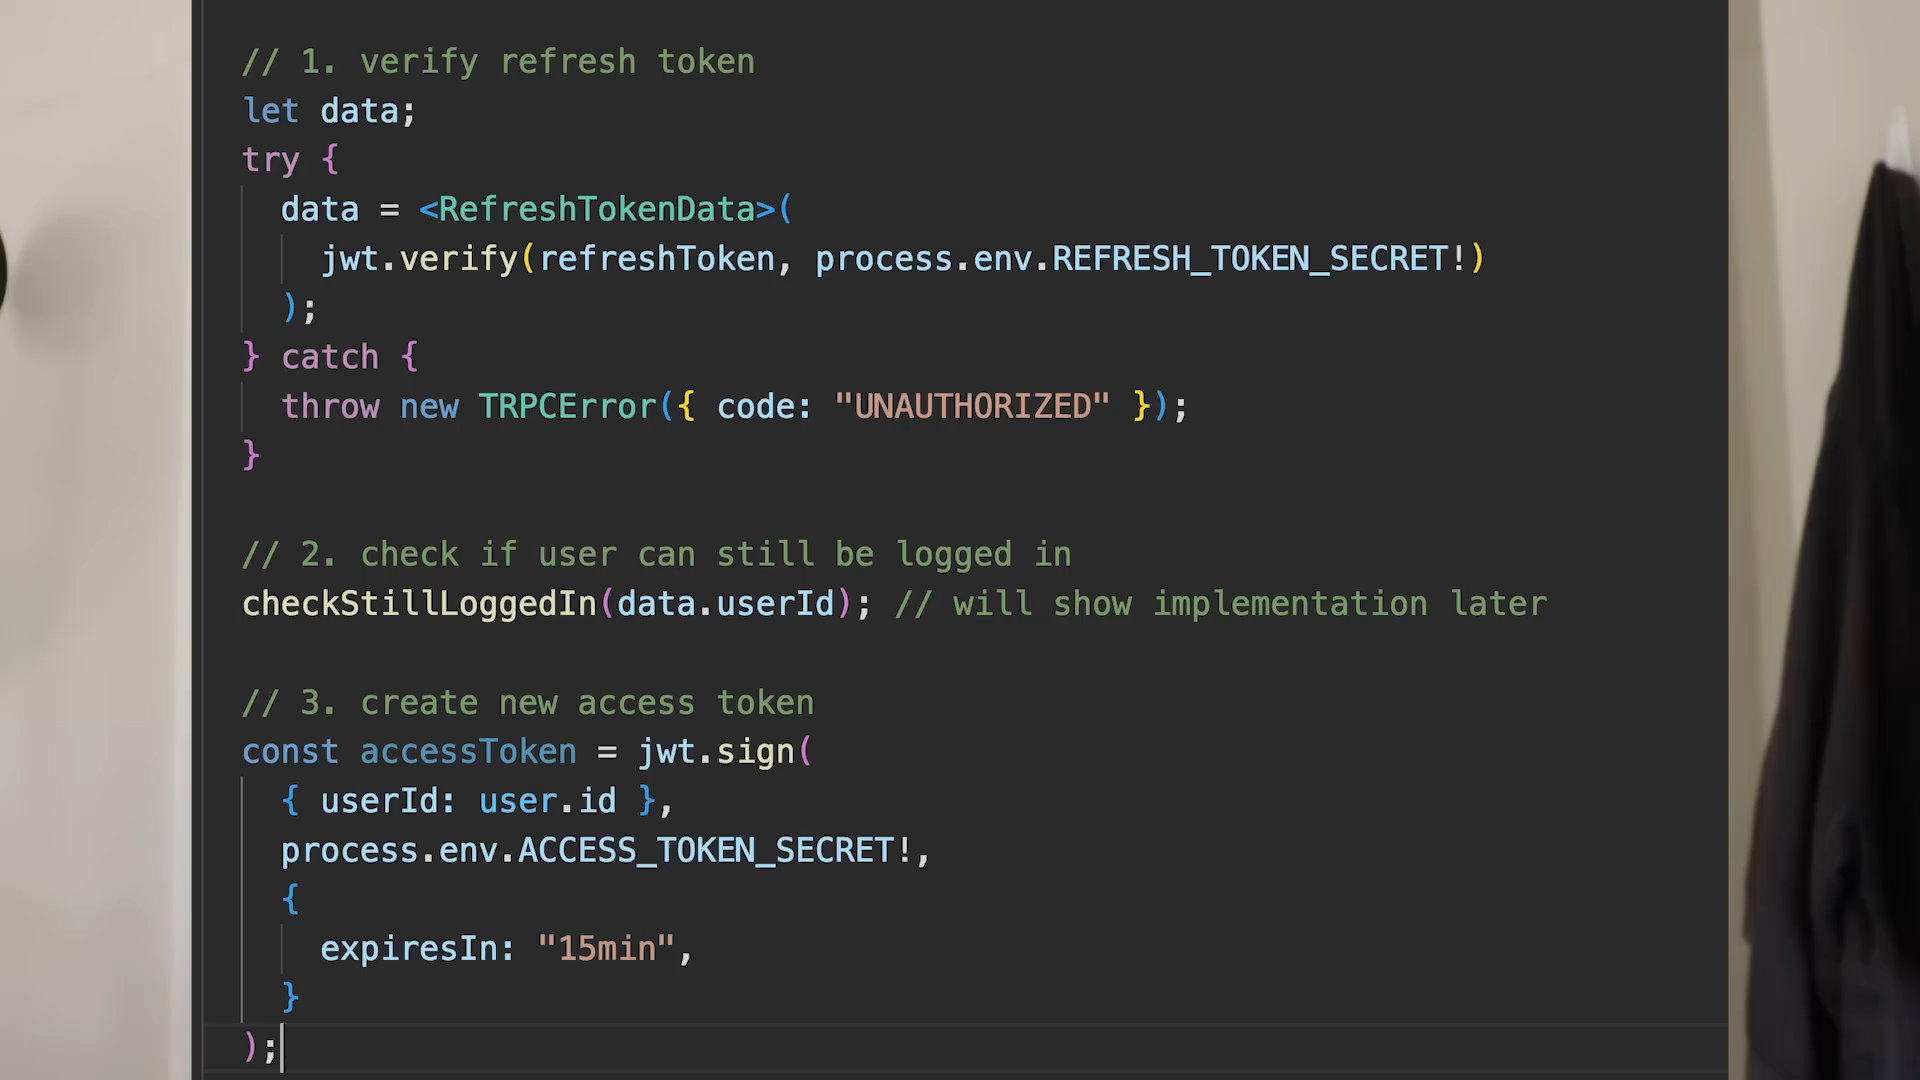 // 1. verify refresh token
let data;
try {
  data = <RefreshTokenData>(
    jwt.verify(refreshToken, process.env.REFRESH_TOKEN_SECRET!)
  );
} catch {
  throw new TRPCError({ code: "UNAUTHORIZED" });
}

// 2. check if user can still be logged in
checkStillLoggedIn(data.userId); // will show implementation later

// 3. create new access token
const accessToken = jwt.sign(
  { userId: user.id },
  process.env.ACCESS_TOKEN_SECRET!,
  {
    expiresIn: "15min",
  }
);